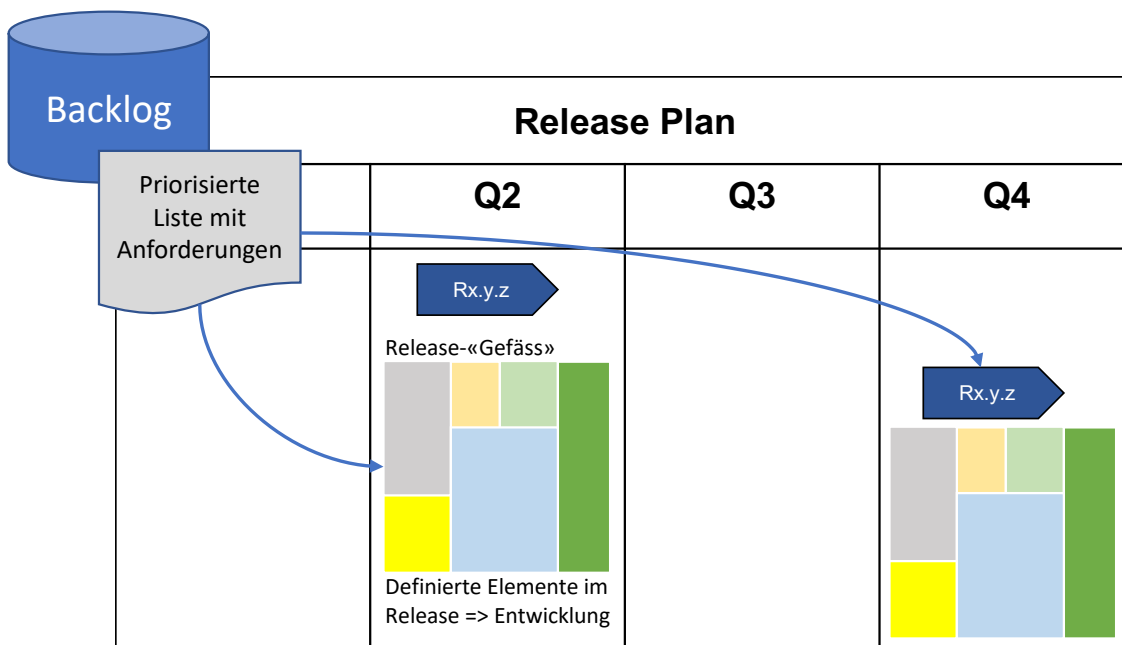 Backlog
Release Plan
Priorisierte
Liste mit
Anforderungen
Q2
Q3
Q4
Rx.y.z
Release-«Gefäss»
Rx.y.z
Definierte Elemente im
Release => Entwicklung